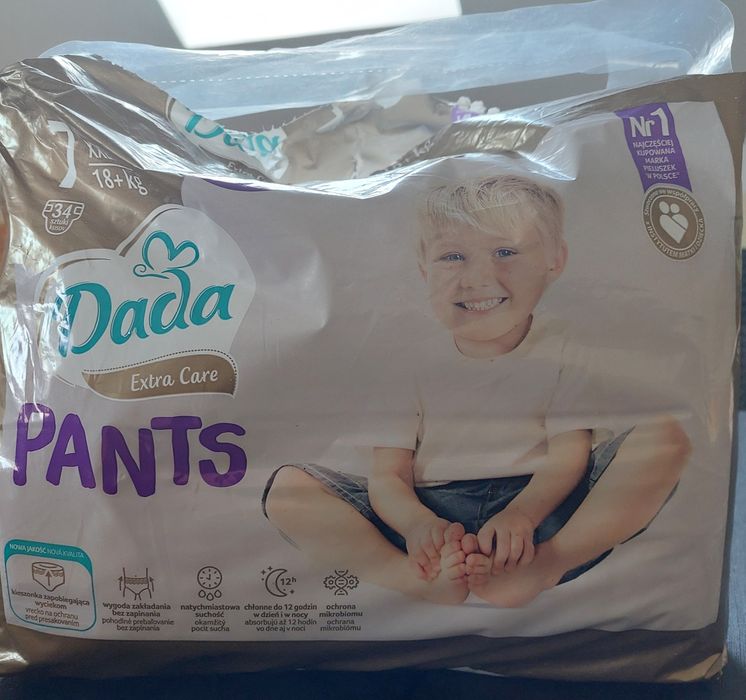 7
18+ kg
34
sztuki
Dada
Dada
Extra Care
PANTS
Nr 1
NAJCZĘŚCIEJ
KUPOWANA
MARKA
PIELUSZEK
W POLSCE*
NOWA JAKOŚĆ NOVÁ KVALITA
kieszonka zapobiegająca
wyciekom
vrecko na ochranu
pred presakovaním
wygoda zakładania
bez zapinania
pohodlné prebaľovanie
bez zapínania
natychmiastowa
suchość
okamžitý
pocit sucha
12h
chłonne do 12 godzin
w dzień i w nocy
absorbujú až 12 hodín
vo dne aj v noci
ochrona
mikrobiomu
ochrana
mikrobiómu